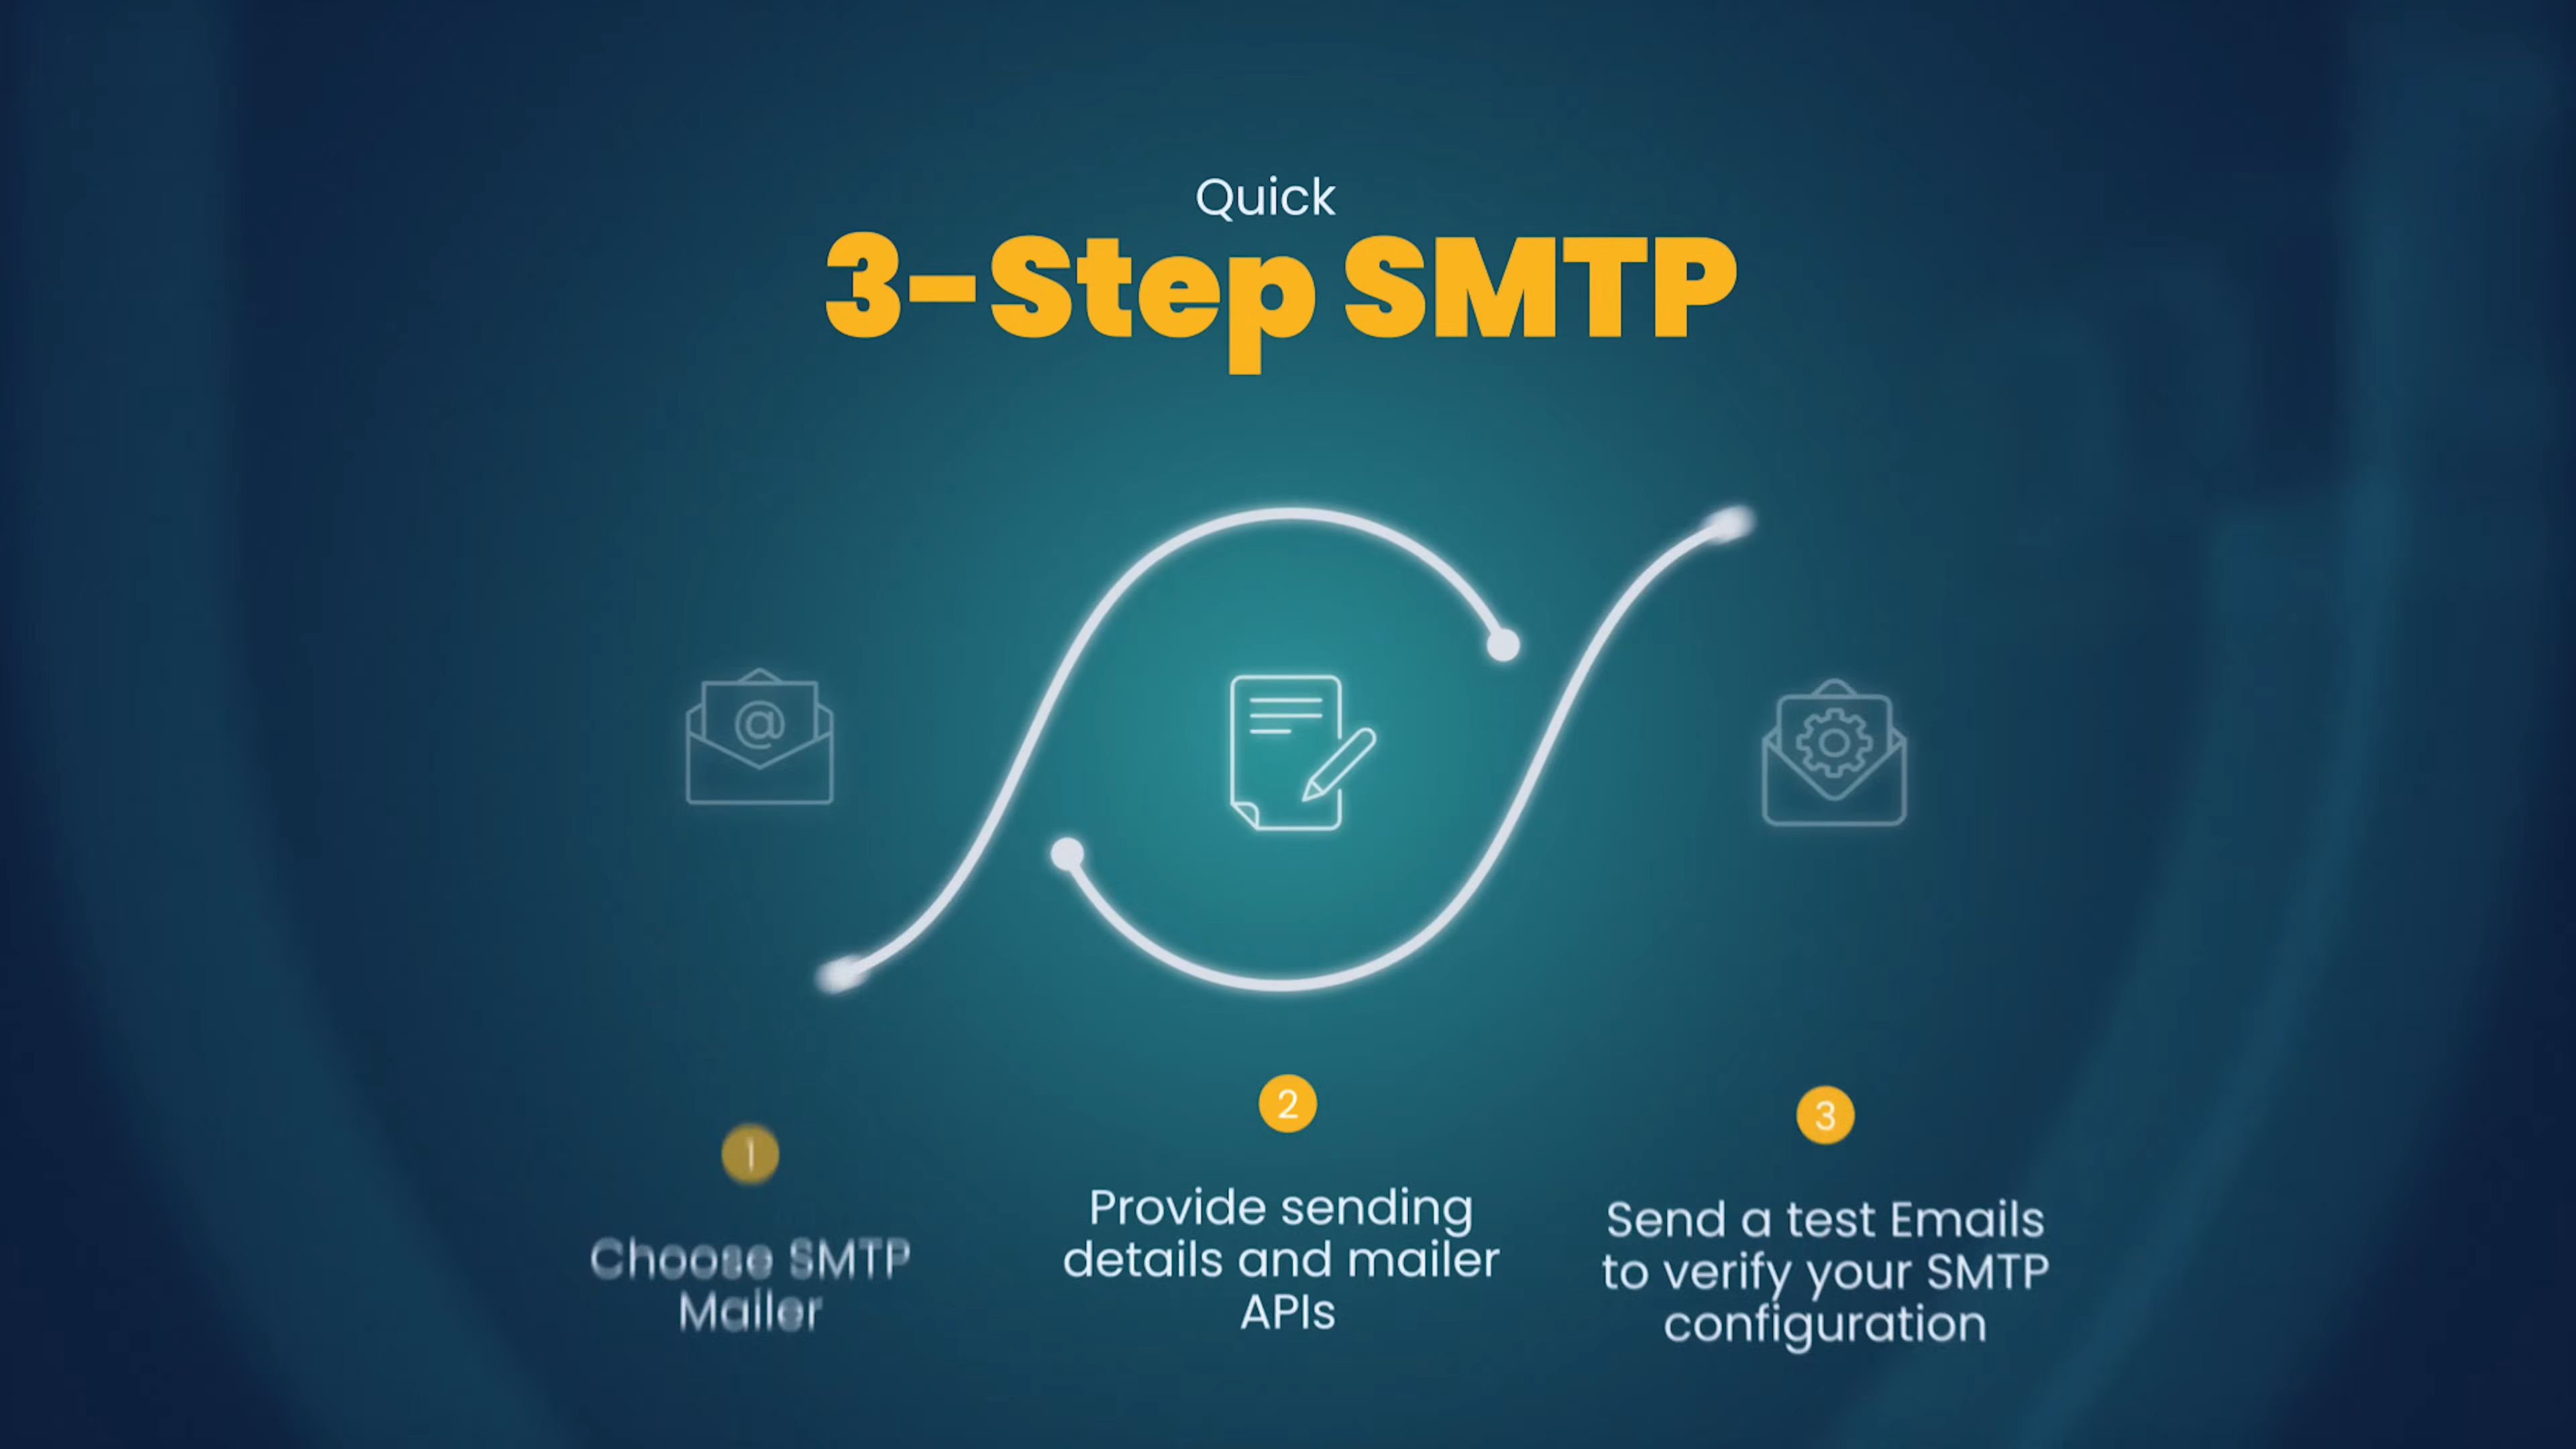 Quick
3-Step SMTP
@
1
Choose SMTP
Mailer
2
Provide sending
details and mailer
APIs
3
Send a test Emails
to verify your SMTP
configuration